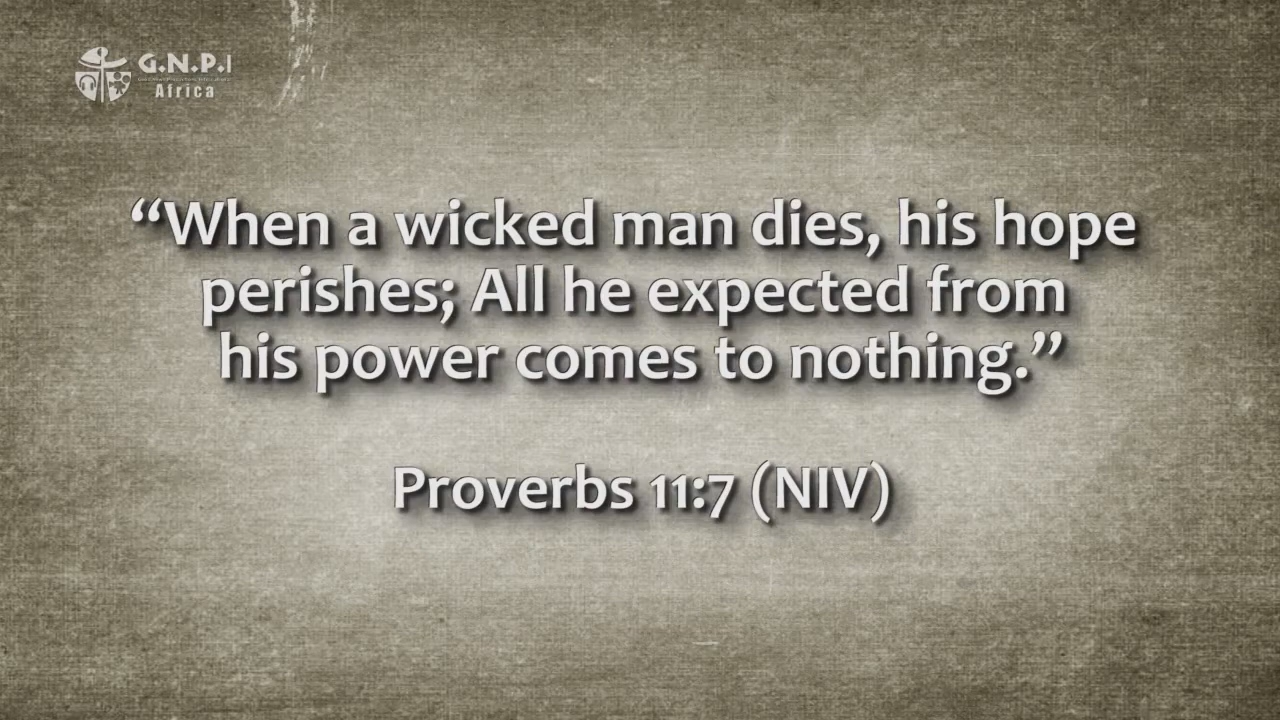 G.N.P.I
Africa
“When a wicked man dies, his hope
perishes; All he expected from
his power comes to nothing.”
Proverbs 11:7 (NIV)